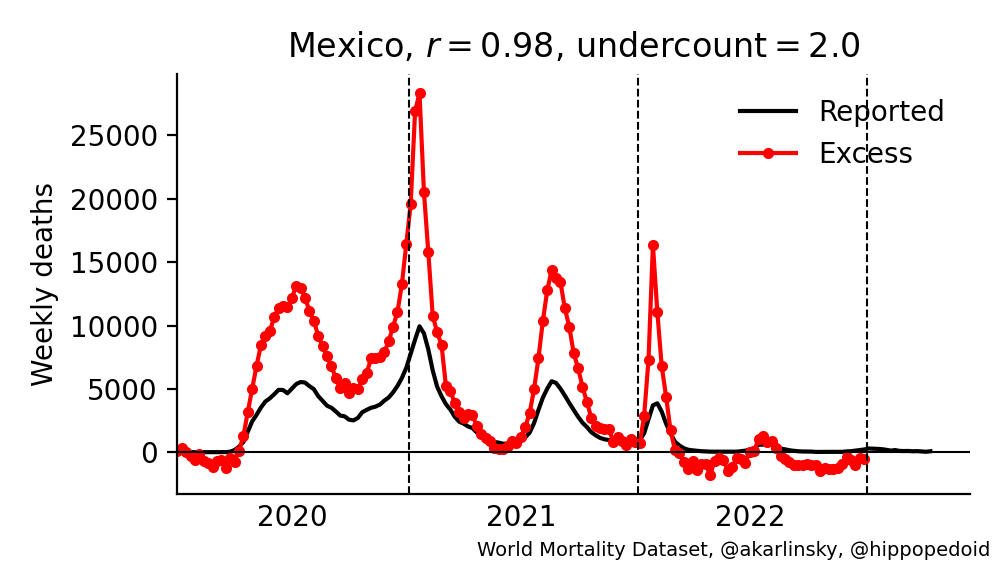 Mexico, r = 0.98, undercount = 2.0
Weekly deaths
25000
20000
15000
10000
5000
0
Reported
Excess
2020 2021 2022
World Mortality Dataset, @akarlinsky, @hippopedoid